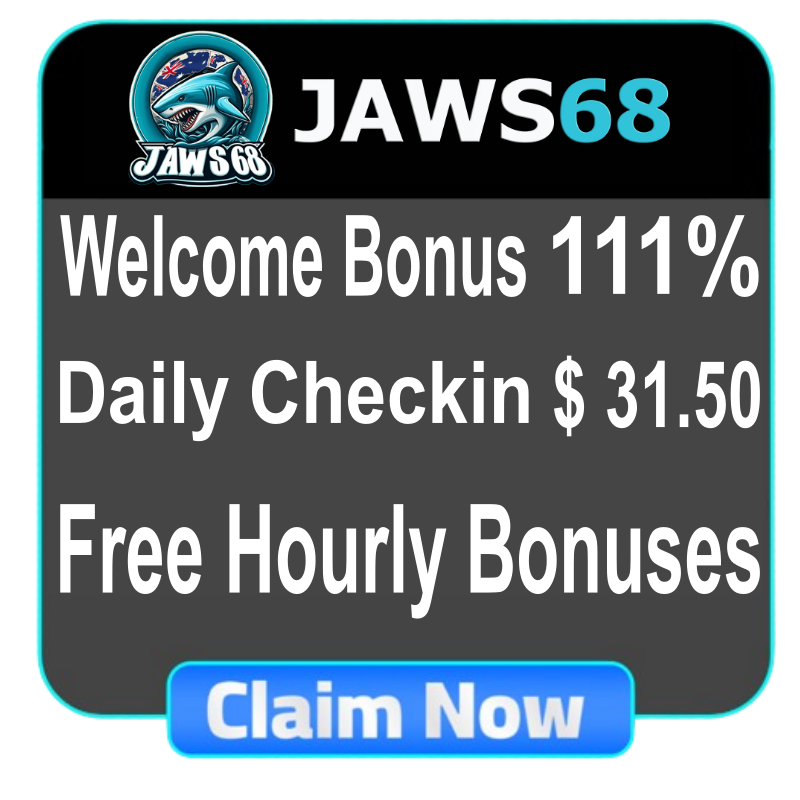 JAWS68
JAWS68
Welcome Bonus 111%
Daily Checkin $ 31.50
Free Hourly Bonuses
Claim Now